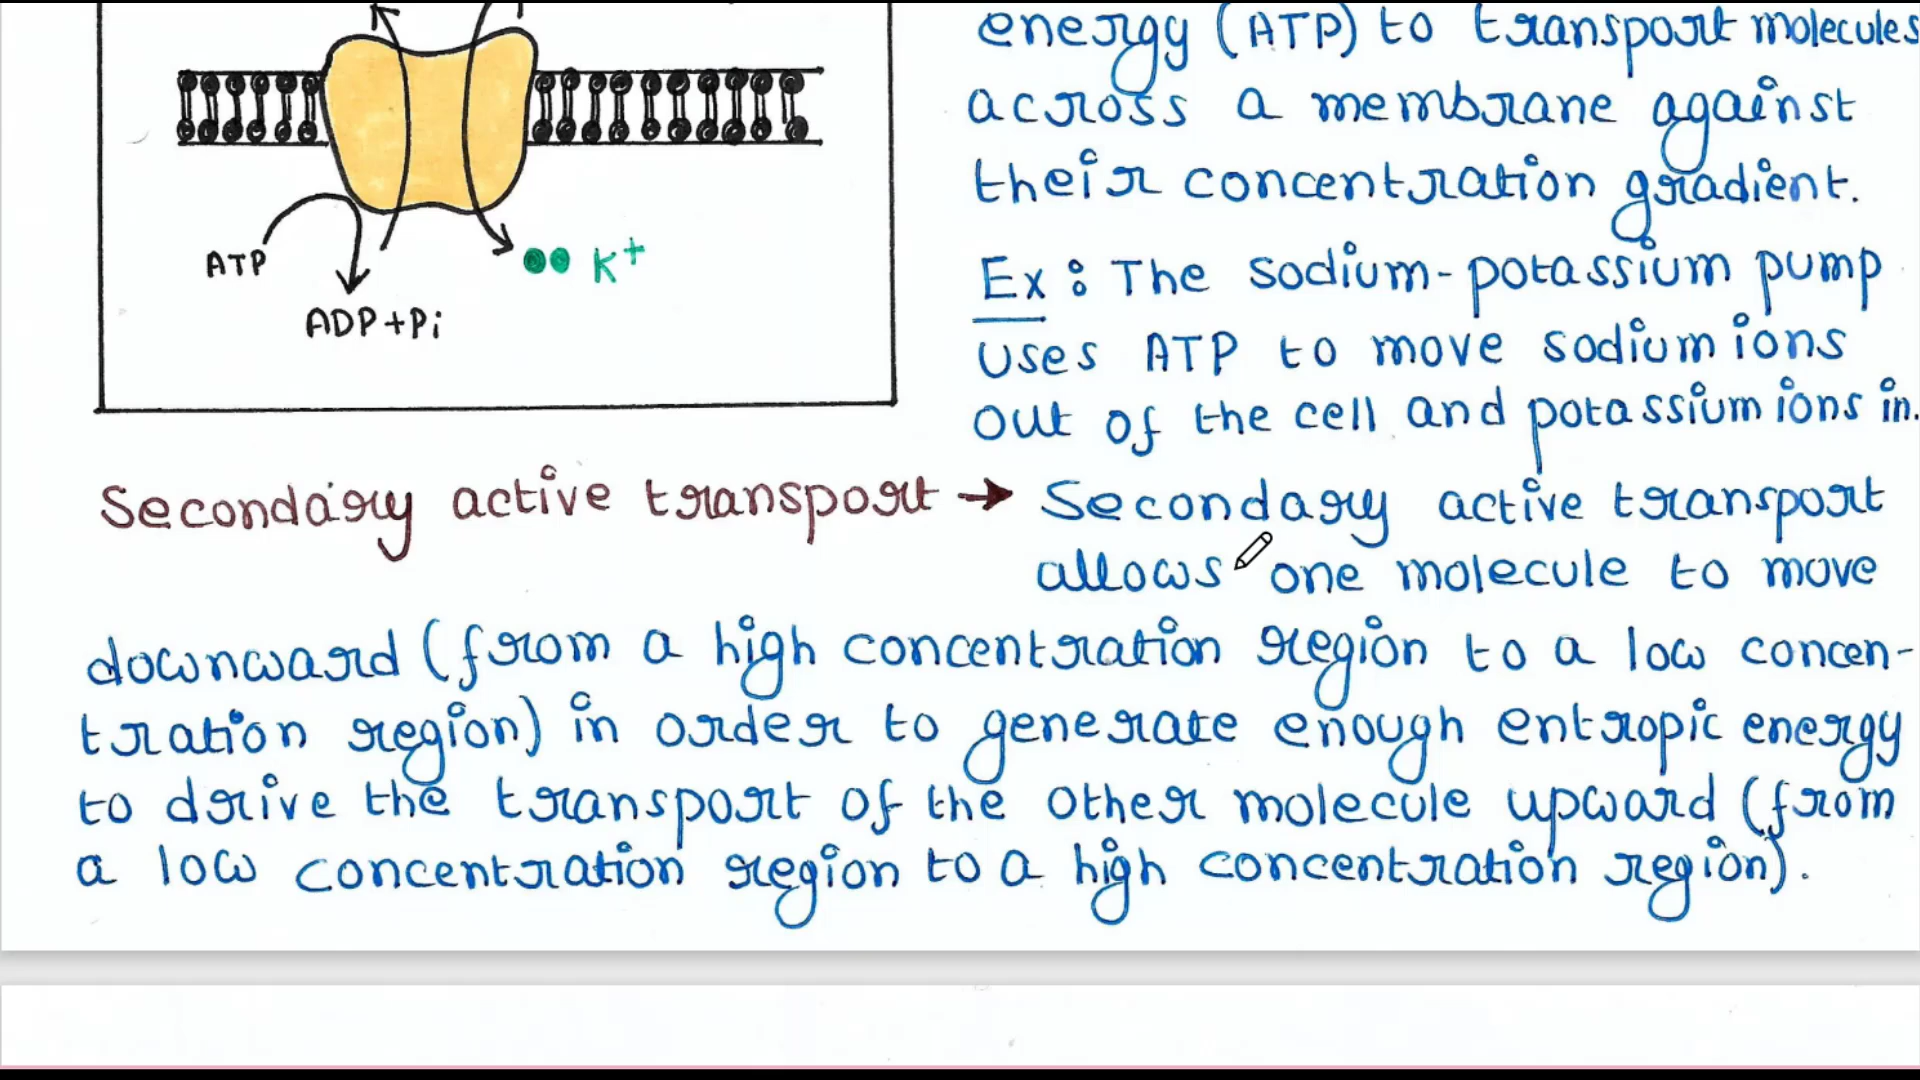 energy (ATP) to transport molecules
across a membrane against
their concentration gradient.
Ex : The sodium-potassium pump
uses ATP to move sodium ions
out of the cell and potassium ions in.
ATP
ADP+Pi
K+
Secondary active transport → Secondary active transport
allows one molecule to move
downward (from a high concentration region to a low concen-
tration region) in order to generate enough entropic energy
to drive the transport of the other molecule upward (from
a low concentration region to a high concentration region).